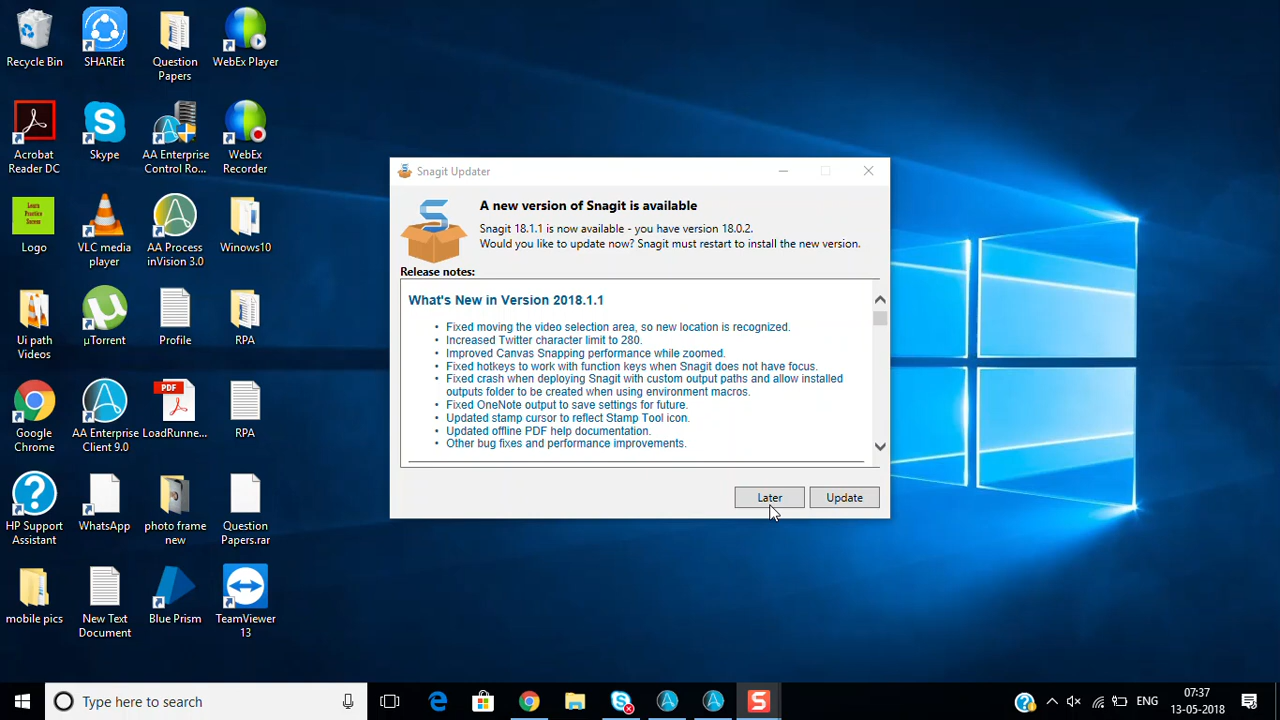 Recycle Bin
SHAREit
Question
Papers
WebEx Player
Acrobat
Reader DC
Skype
AA Enterprise
Control Ro...
WebEx
Recorder
Learn
Practice
Logo
VLC media
player
AA Process
inVision 3.0
Winows10
Ui path
Videos
µTorrent
Profile
RPA
Google
Chrome
AA Enterprise
Client 9.0
PDF
LoadRunne...
RPA
HP Support
Assistant
WhatsApp
photo frame
new
Question
Papers.rar
mobile pics
New Text
Document
Blue Prism
TeamViewer
13
Snagit Updater
A new version of Snagit is available
Snagit 18.1.1 is now available - you have version 18.0.2.
Would you like to update now? Snagit must restart to install the new version.
Release notes:
What's New in Version 2018.1.1
• Fixed moving the video selection area, so new location is recognized.
• Increased Twitter character limit to 280.
• Improved Canvas Snapping performance while zoomed.
• Fixed hotkeys to work with function keys when Snagit does not have focus.
• Fixed crash when deploying Snagit with custom output paths and allow installed
outputs folder to be created when using environment macros.
• Fixed OneNote output to save settings for future.
• Updated stamp cursor to reflect Stamp Tool icon.
• Updated offline PDF help documentation.
• Other bug fixes and performance improvements.
Later
Update
Type here to search
ENG
07:37
13-05-2018